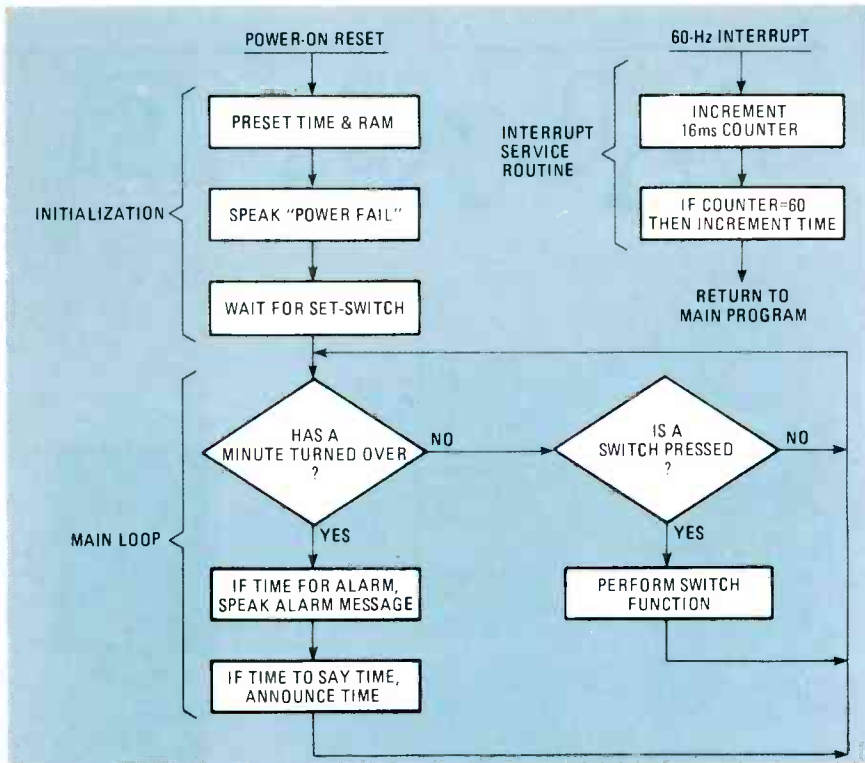 POWER-ON RESET
PRESET TIME & RAM
SPEAK "POWER FAIL"
WAIT FOR SET-SWITCH
INITIALIZATION
60-Hz INTERRUPT
INCREMENT
16ms COUNTER
IF COUNTER=60
THEN INCREMENT TIME
RETURN TO
MAIN PROGRAM
INTERRUPT
SERVICE
ROUTINE
HAS A
MINUTE TURNED OVER
?
NO
IS A
SWITCH PRESSED
?
NO
YES
YES
MAIN LOOP
IF TIME FOR ALARM,
SPEAK ALARM MESSAGE
PERFORM SWITCH
FUNCTION
IF TIME TO SAY TIME,
ANNOUNCE TIME